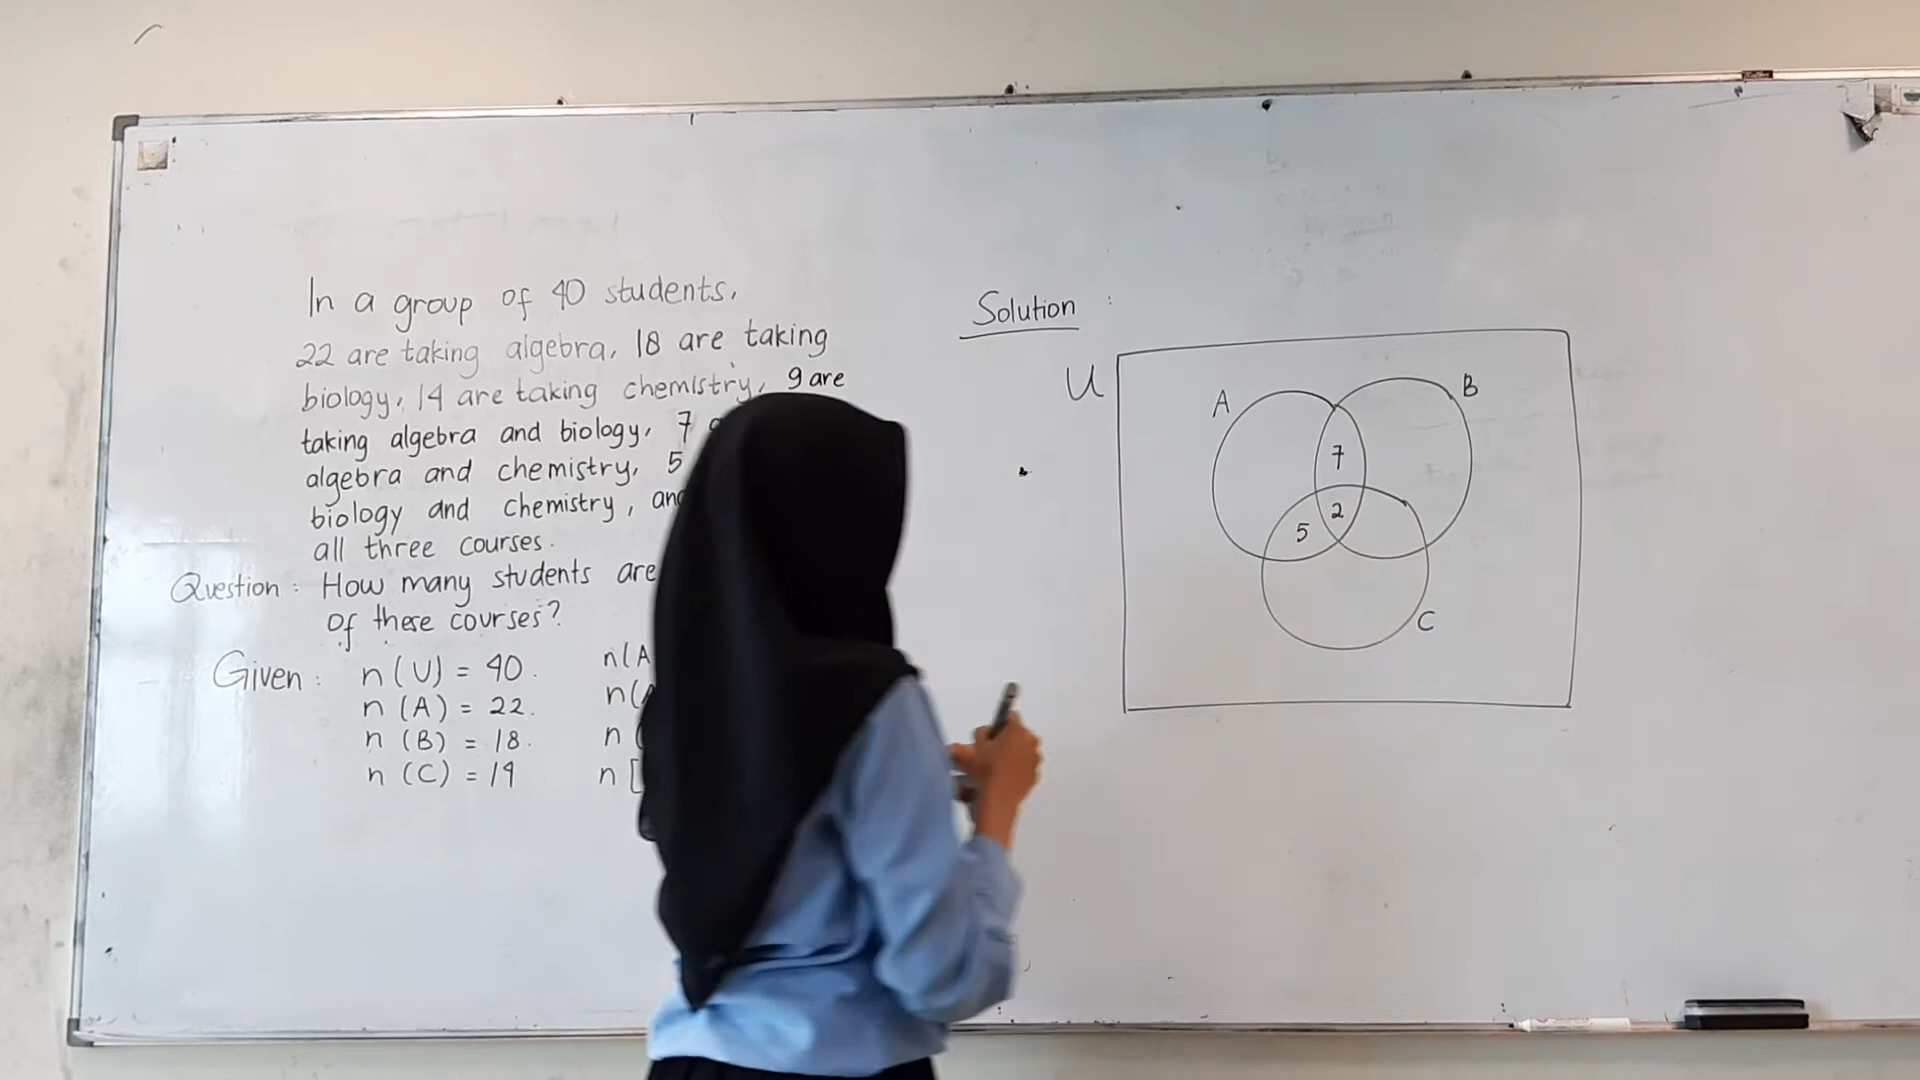 In a group of 40 students,
22 are taking algebra, 18 are taking
biology, 14 are taking chemistry, 9 are
taking algebra and biology, 7
algebra and chemistry, 5
biology and chemistry, and
all three courses.
Question: How many students are
of these courses?
Given: n(U) = 40.
n(A) = 22.
n(B) = 18.
n(C) = 14
n(A
n(
n(
n[
Solution:
U
A
B
7
2
5
C